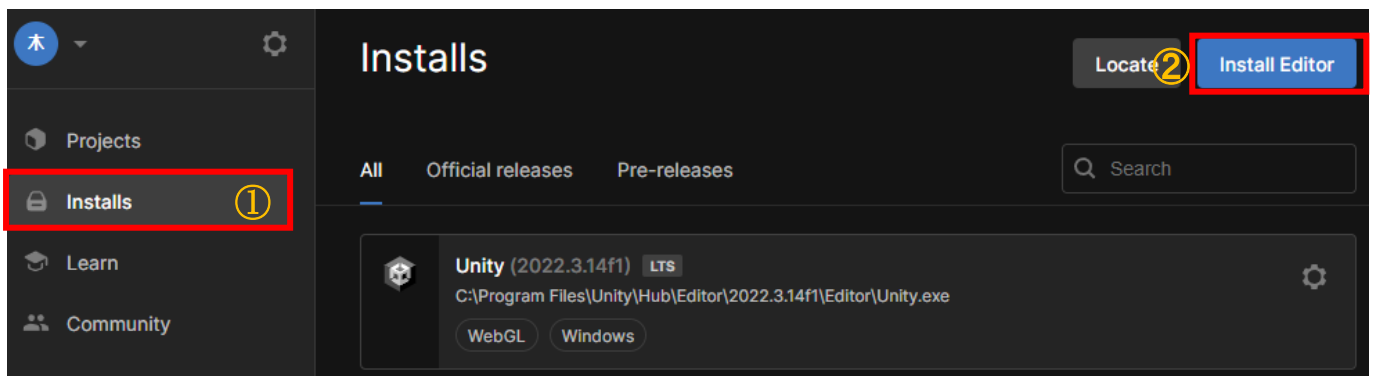 木
Installs
Locate
②
Install Editor
Projects
All
Official releases
Pre-releases
Search
Installs
①
Learn
Unity (2022.3.14f1) LTS
C:\Program Files\Unity\Hub\Editor\2022.3.14f1\Editor\Unity.exe
Community
WebGL
Windows